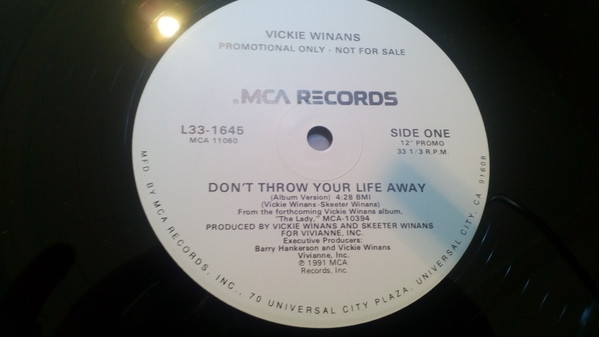 VICKIE WINANS
PROMOTIONAL ONLY - NOT FOR SALE
.MCA RECORDS
L33-1645
MCA 11060
SIDE ONE
12" PROMO
33 1/3 R.P.M.
DON'T THROW YOUR LIFE AWAY
(Album Version) 4:28 BMI
(Vickie Winans-Skeeter Winans)
From the forthcoming Vickie Winans album,
"The Lady," MCA-10394
PRODUCED BY VICKIE WINANS AND SKEETER WINANS
FOR VIVIANNE, INC.
Executive Producers:
Barry Hankerson and Vickie Winans
Vivianne, Inc.
℗ 1991 MCA
Records, Inc.
MFD. BY MCA RECORDS, INC., 70 UNIVERSAL CITY PLAZA, UNIVERSAL CITY, CA. 91608